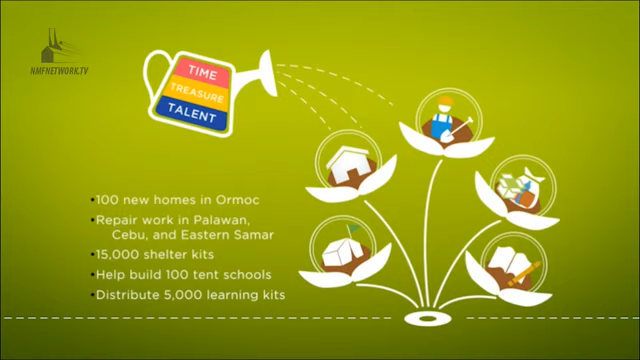 NMFNETWORK.TV
TIME
TREASURE
TALENT
•100 new homes in Ormoc
•Repair work in Palawan,
Cebu, and Eastern Samar
•15,000 shelter kits
•Help build 100 tent schools
•Distribute 5,000 learning kits